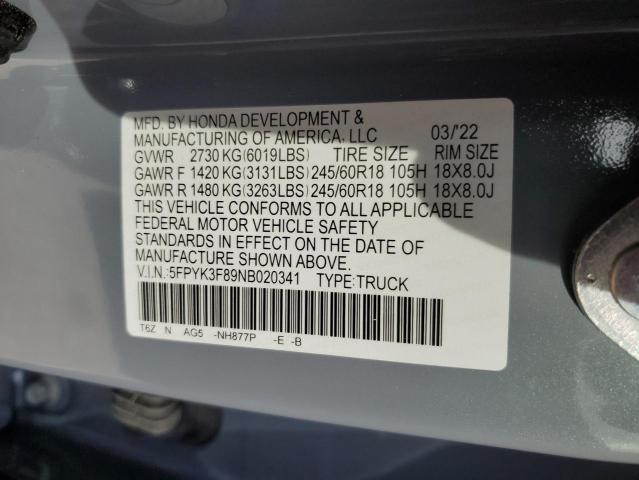 MFD. BY HONDA DEVELOPMENT &
MANUFACTURING OF AMERICA, LLC 03/'22
GVWR 2730 KG(6019LBS) TIRE SIZE RIM SIZE
GAWR F 1420 KG(3131LBS) 245/60R18 105H 18X8.0J
GAWR R 1480 KG(3263LBS) 245/60R18 105H 18X8.0J
THIS VEHICLE CONFORMS TO ALL APPLICABLE
FEDERAL MOTOR VEHICLE SAFETY
STANDARDS IN EFFECT ON THE DATE OF
MANUFACTURE SHOWN ABOVE.
V.I.N.:5FPYK3F89NB020341 TYPE:TRUCK
T6Z N AG5 -NH877P -E -B